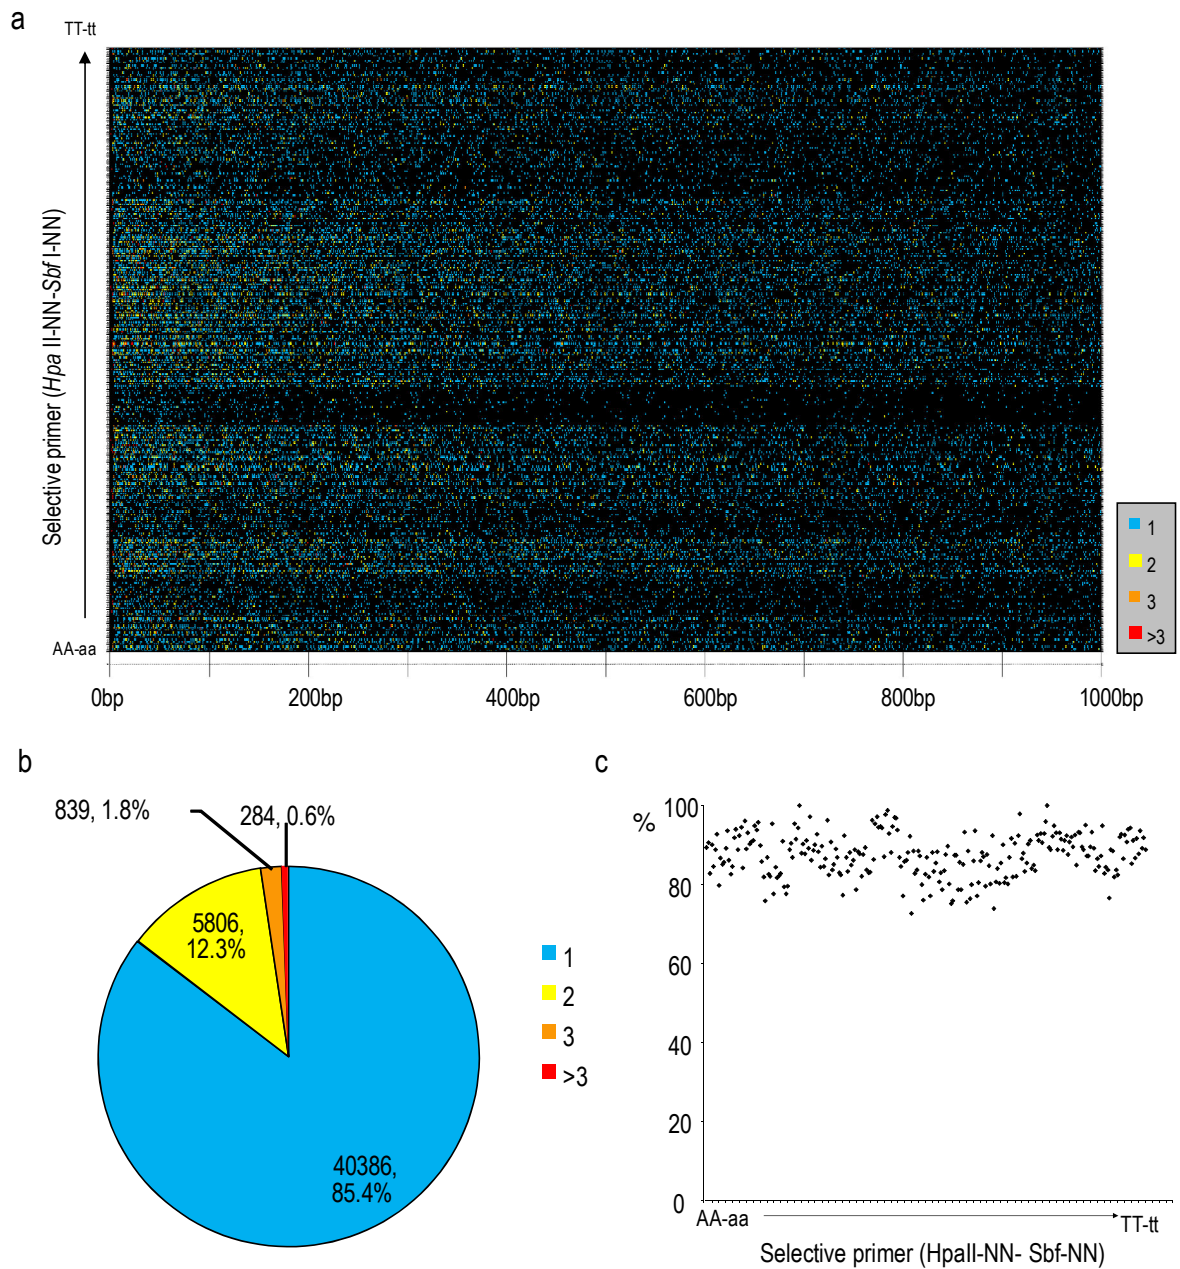 a
TT-tt
Selective primer (Hpa II-NN-Sbf I-NN)
AA-aa
0bp
200bp
400bp
600bp
800bp
1000bp
1
2
3
>3
b
839, 1.8%
284, 0.6%
5806,
12.3%
40386,
85.4%
1
2
3
>3
c
%
100
80
60
40
20
0
AA-aa
TT-tt
Selective primer (HpaII-NN- Sbf-NN)